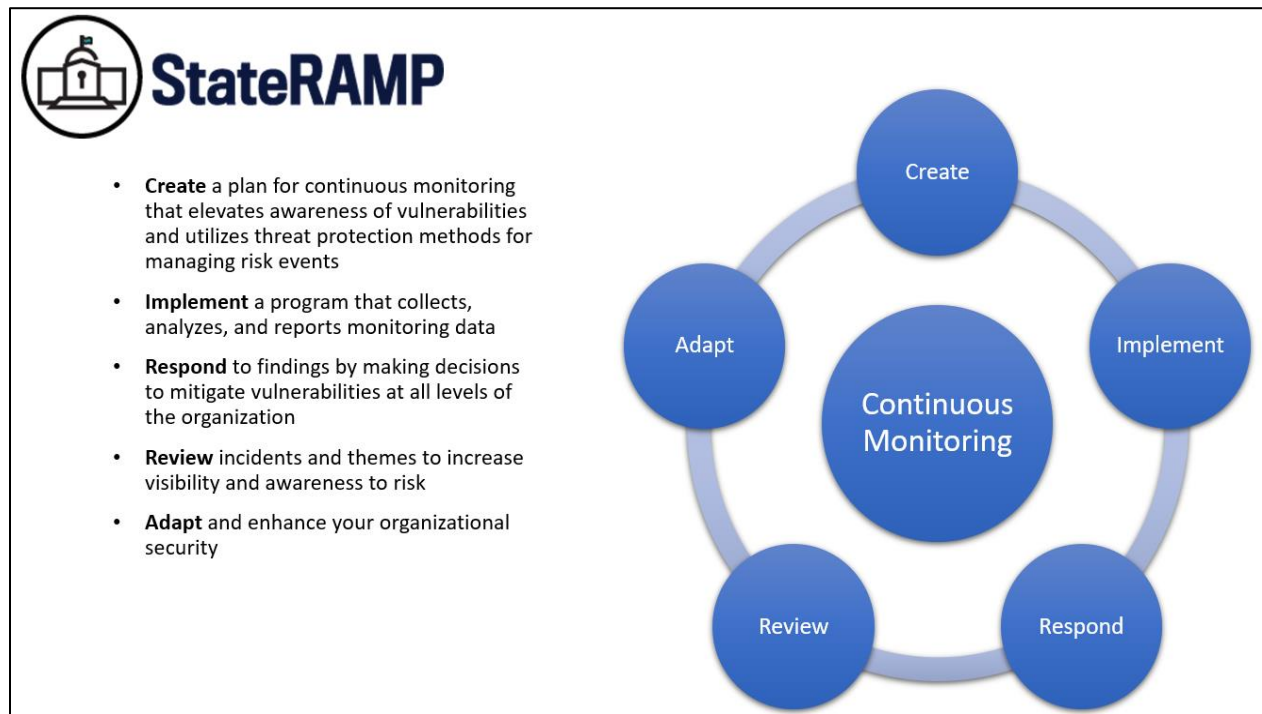 StateRAMP
• Create a plan for continuous monitoring
that elevates awareness of vulnerabilities
and utilizes threat protection methods for
managing risk events
• Implement a program that collects,
analyzes, and reports monitoring data
• Respond to findings by making decisions
to mitigate vulnerabilities at all levels of
the organization
• Review incidents and themes to increase
visibility and awareness to risk
• Adapt and enhance your organizational
security
Create
Implement
Respond
Review
Adapt
Continuous
Monitoring